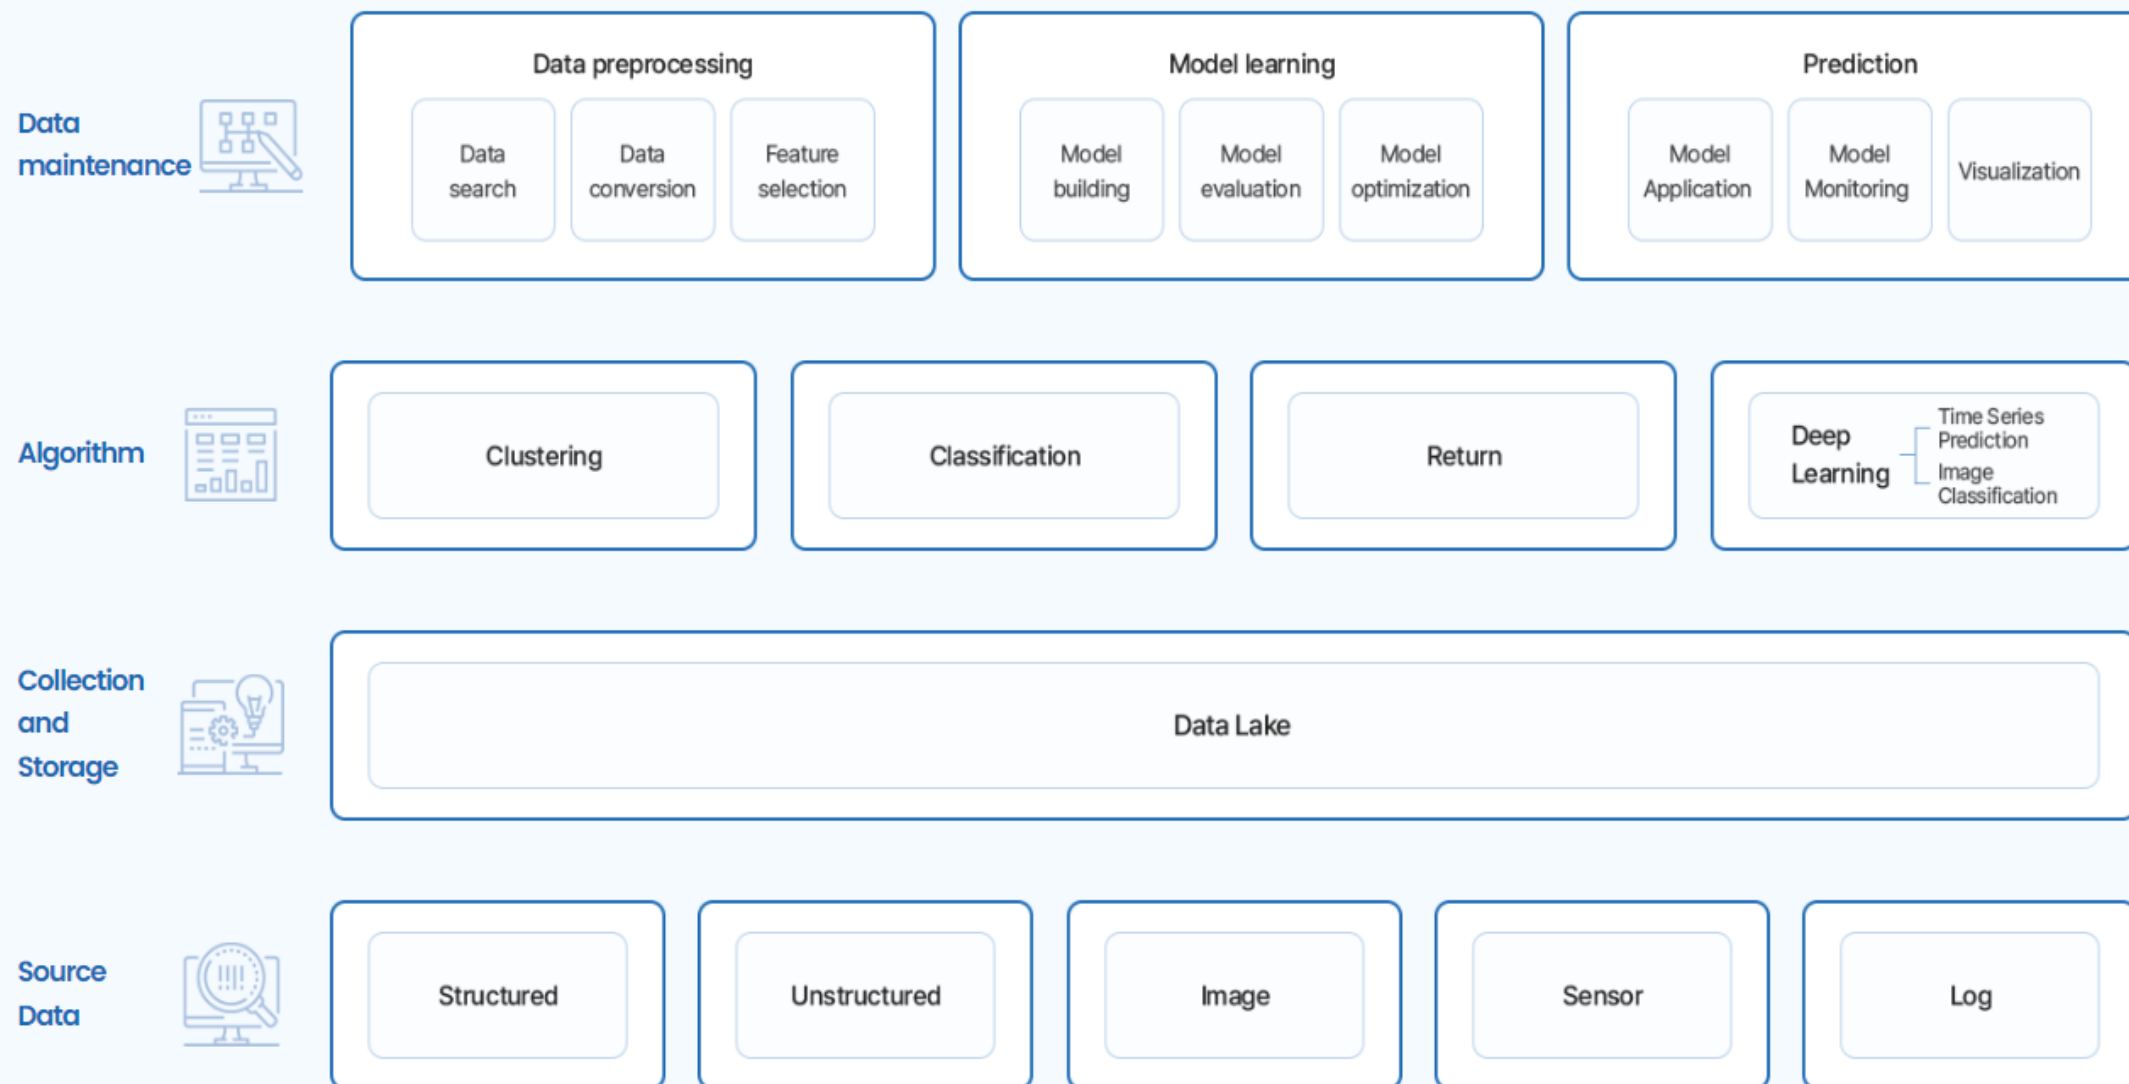 Data
maintenance
Data preprocessing
Data
search
Data
conversion
Feature
selection
Model learning
Model
building
Model
evaluation
Model
optimization
Prediction
Model
Application
Model
Monitoring
Visualization
Algorithm
Clustering
Classification
Return
Deep
Learning
Time Series
Prediction
Image
Classification
Collection
and
Storage
Data Lake
Source
Data
Structured
Unstructured
Image
Sensor
Log